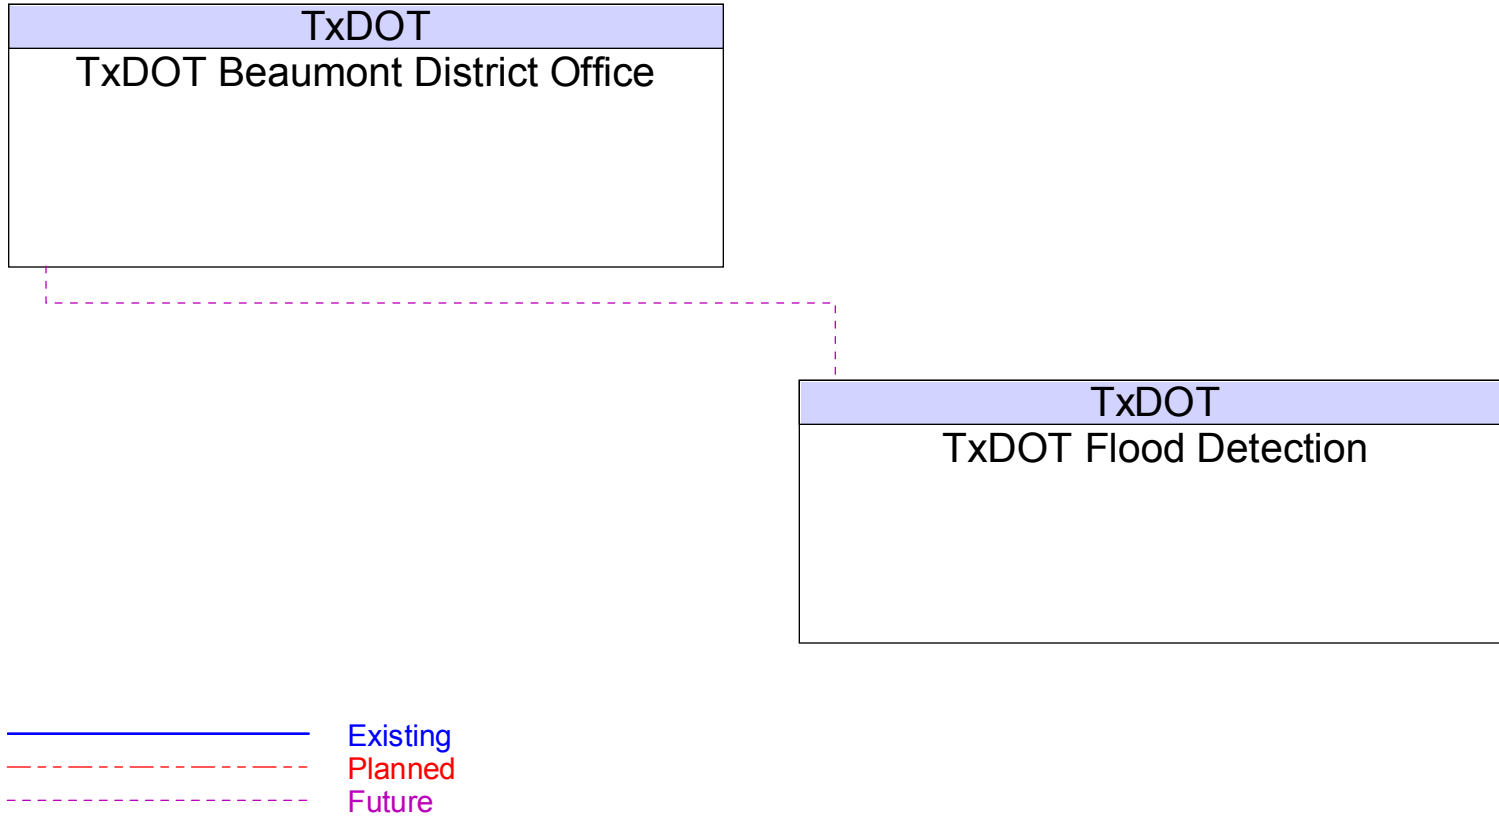 TxDOT
TxDOT Beaumont District Office
TxDOT
TxDOT Flood Detection
Existing
Planned
Future